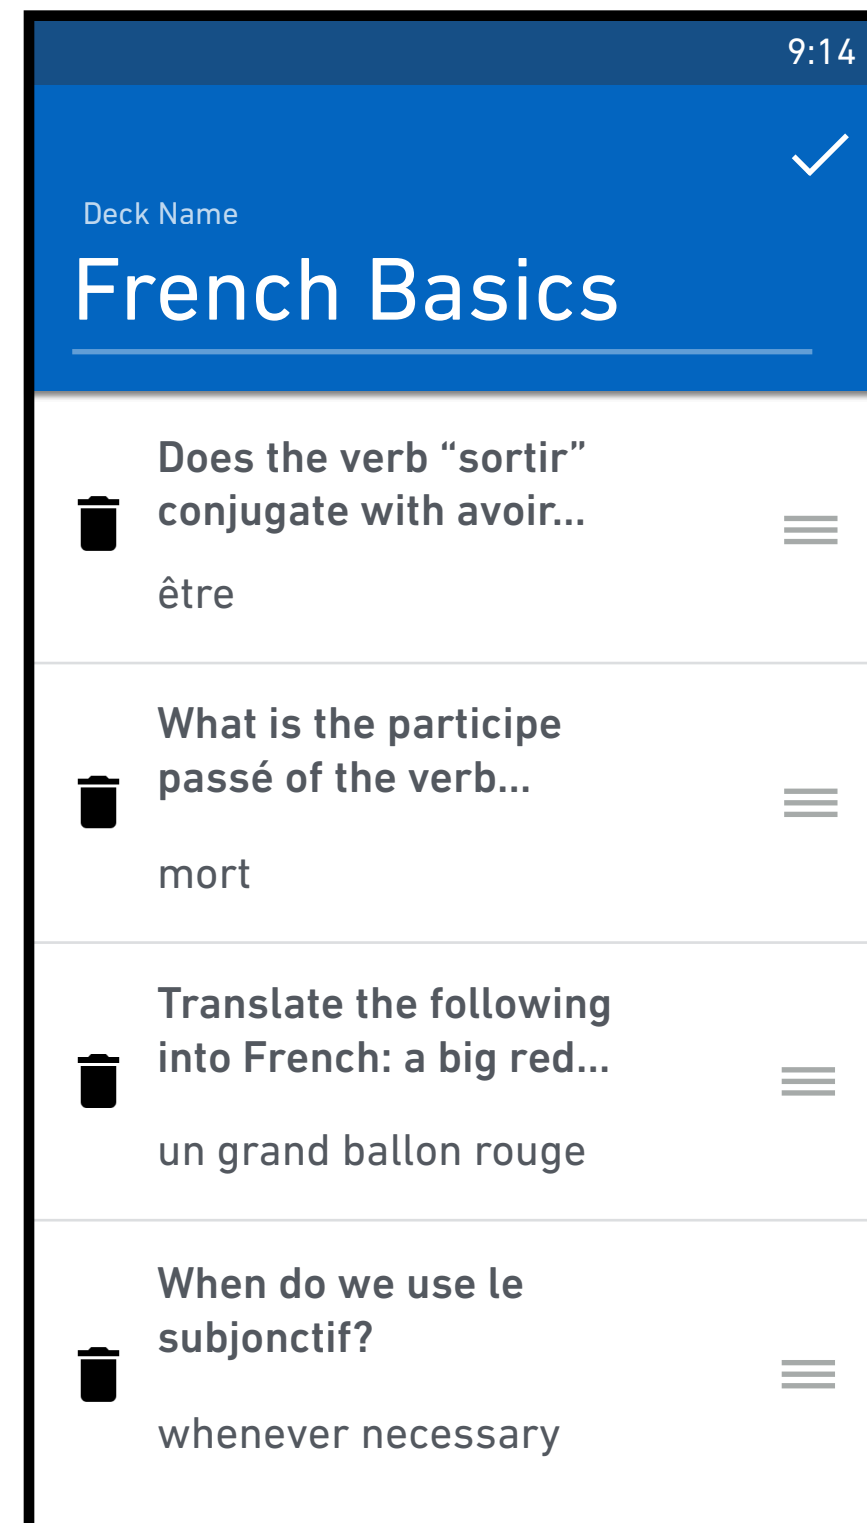 9:14
Deck Name
French Basics
Does the verb “sortir”
conjugate with avoir...
être
What is the participe
passé of the verb...
mort
Translate the following
into French: a big red...
un grand ballon rouge
When do we use le
subjonctif?
whenever necessary